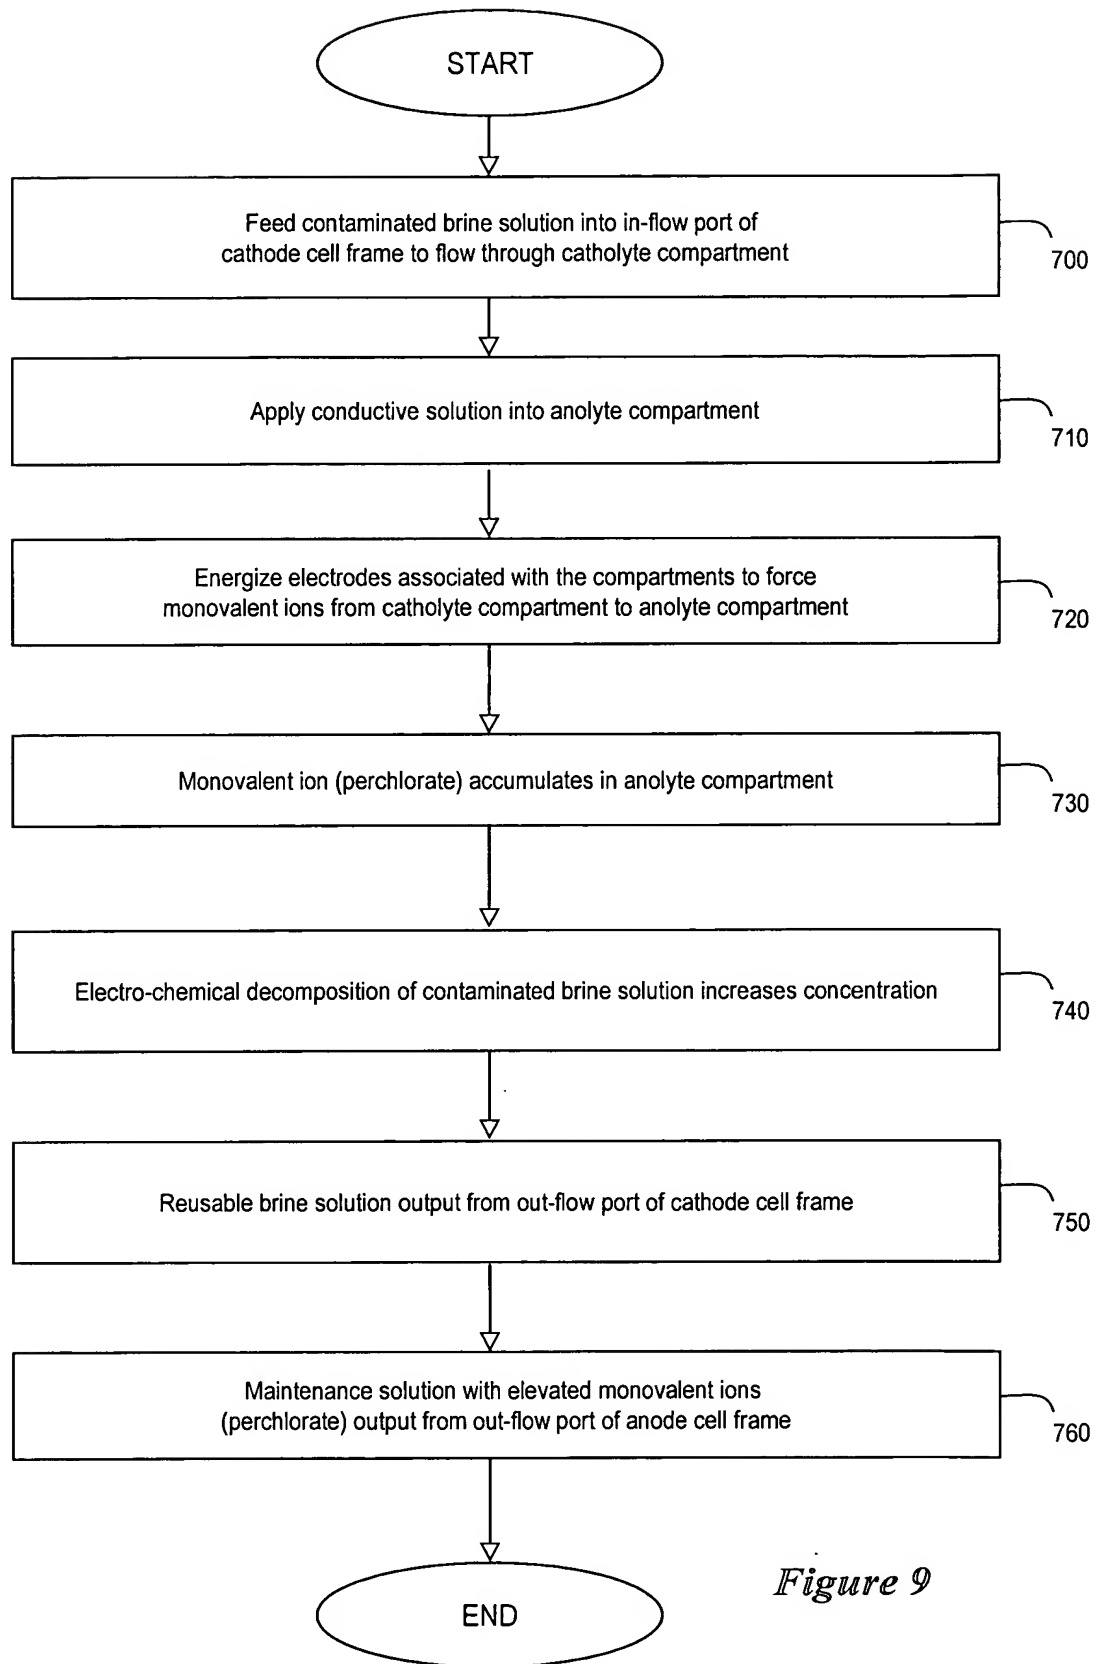 START
Feed contaminated brine solution into in-flow port of
cathode cell frame to flow through catholyte compartment
700
Apply conductive solution into anolyte compartment
710
Energize electrodes associated with the compartments to force
monovalent ions from catholyte compartment to anolyte compartment
720
Monovalent ion (perchlorate) accumulates in anolyte compartment
730
Electro-chemical decomposition of contaminated brine solution increases concentration
740
Reusable brine solution output from out-flow port of cathode cell frame
750
Maintenance solution with elevated monovalent ions
(perchlorate) output from out-flow port of anode cell frame
760
END
Figure 9